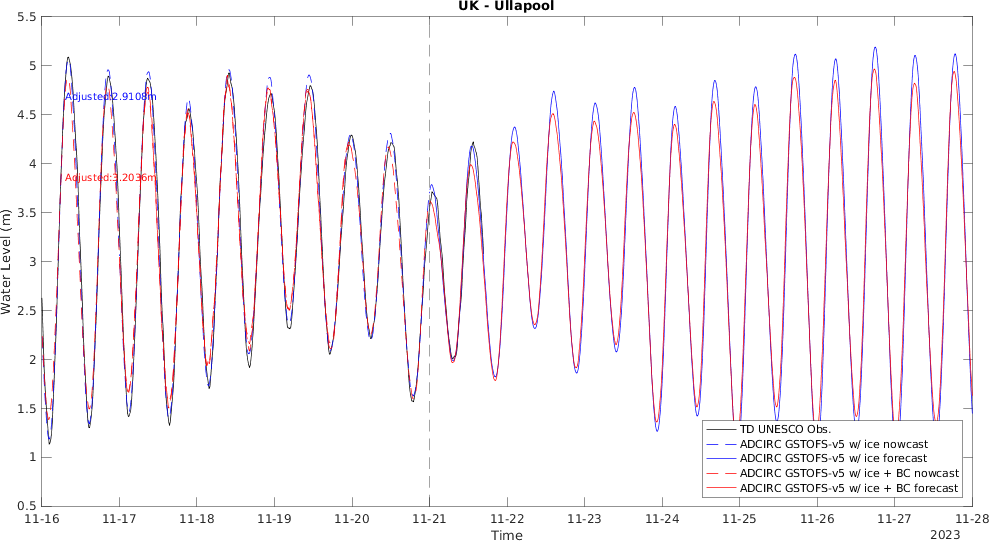 UK - Ullapool
5.5
5
4.5
4
3.5
3
2.5
2
1.5
1
0.5
Water Level (m)
Adjusted:2.9108m
Adjusted:3.2036m
TD UNESCO Obs.
ADCIRC GSTOFS-v5 w/ ice nowcast
ADCIRC GSTOFS-v5 w/ ice forecast
ADCIRC GSTOFS-v5 w/ ice + BC nowcast
ADCIRC GSTOFS-v5 w/ ice + BC forecast
11-16 11-17 11-18 11-19 11-20 11-21 11-22 11-23 11-24 11-25 11-26 11-27 11-28
Time
2023